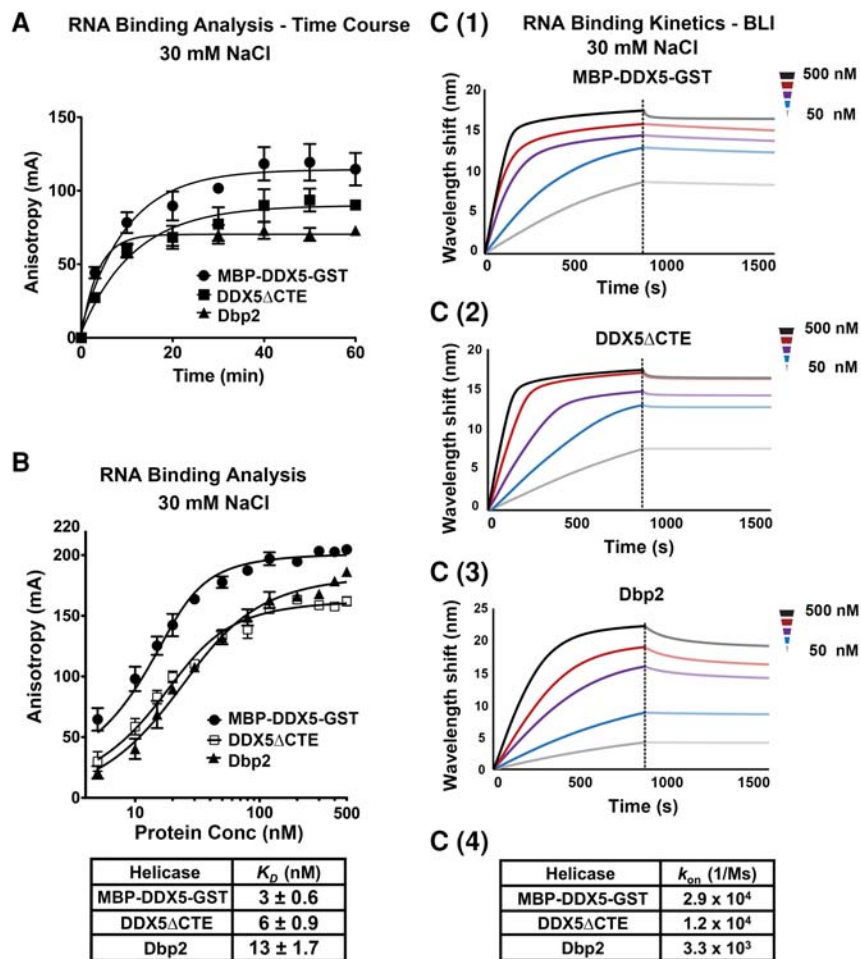 A
RNA Binding Analysis - Time Course
30 mM NaCl
150
100
50
0
Anisotropy (mA)
MBP-DDX5-GST
DDX5ΔCTE
Dbp2
0 20 40 60
Time (min)
B
RNA Binding Analysis
30 mM NaCl
220
200
150
100
50
0
Anisotropy (mA)
MBP-DDX5-GST
DDX5ΔCTE
Dbp2
10 100 500
Protein Conc (nM)
Helicase K_D (nM)
MBP-DDX5-GST 3 ± 0.6
DDX5ΔCTE 6 ± 0.9
Dbp2 13 ± 1.7
C (1)
RNA Binding Kinetics - BLI
30 mM NaCl
MBP-DDX5-GST
500 nM
50 nM
20
15
10
5
0
Wavelength shift (nm)
0 500 1000 1500
Time (s)
C (2)
DDX5ΔCTE
500 nM
50 nM
20
15
10
5
0
Wavelength shift (nm)
0 500 1000 1500
Time (s)
C (3)
Dbp2
500 nM
50 nM
25
20
15
10
5
0
Wavelength shift (nm)
0 500 1000 1500
Time (s)
C (4)
Helicase k_on (1/Ms)
MBP-DDX5-GST 2.9 x 10⁴
DDX5ΔCTE 1.2 x 10⁴
Dbp2 3.3 x 10³